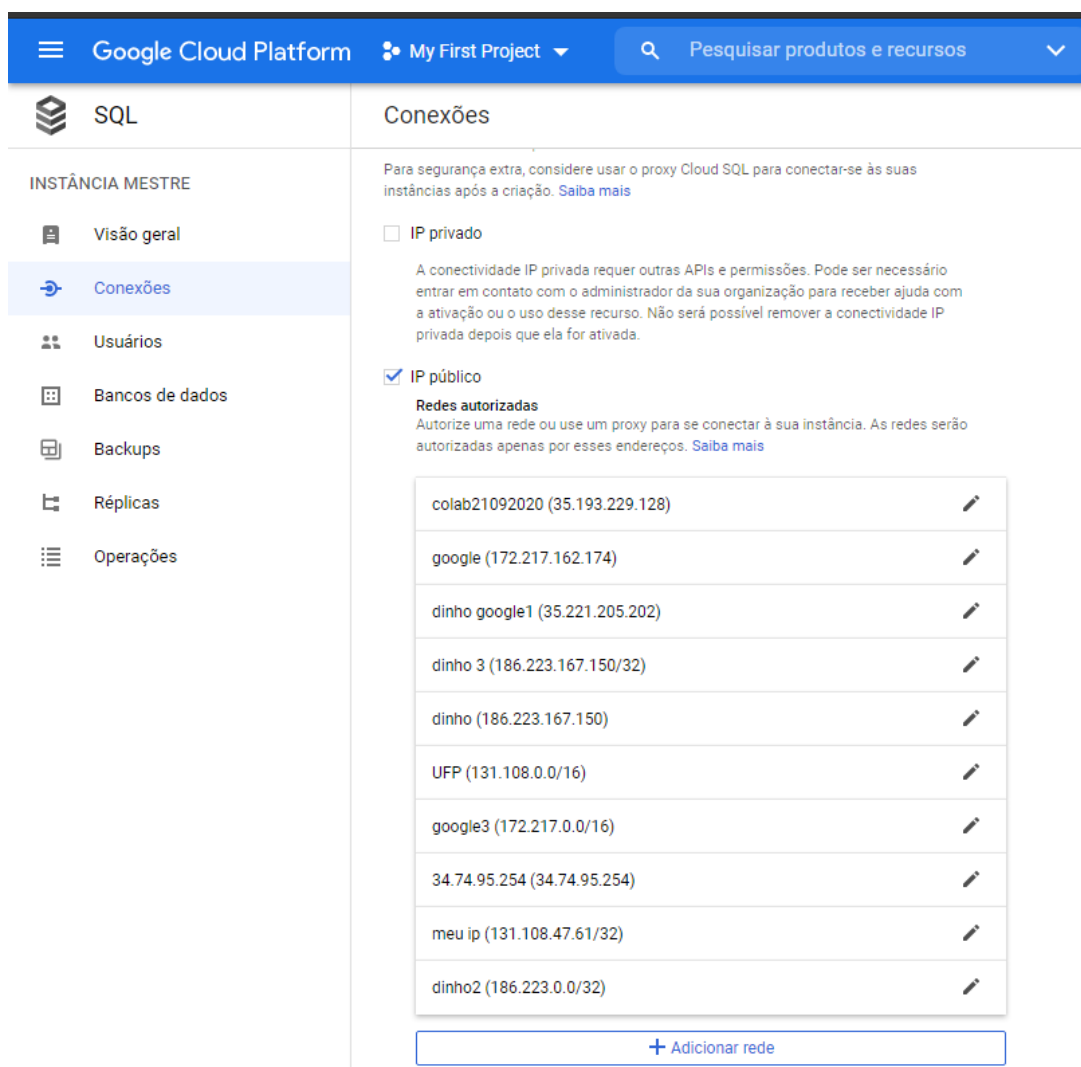 Google Cloud Platform
My First Project
Pesquisar produtos e recursos
SQL
Conexões
INSTÂNCIA MESTRE
Visão geral
Conexões
Usuários
Bancos de dados
Backups
Réplicas
Operações
Para segurança extra, considere usar o proxy Cloud SQL para conectar-se às suas
instâncias após a criação. Saiba mais
IP privado
A conectividade IP privada requer outras APIs e permissões. Pode ser necessário
entrar em contato com o administrador da sua organização para receber ajuda com
a ativação ou o uso desse recurso. Não será possível remover a conectividade IP
privada depois que ela for ativada.
IP público
Redes autorizadas
Autorize uma rede ou use um proxy para se conectar à sua instância. As redes serão
autorizadas apenas por esses endereços. Saiba mais
colab21092020 (35.193.229.128)
google (172.217.162.174)
dinho google1 (35.221.205.202)
dinho 3 (186.223.167.150/32)
dinho (186.223.167.150)
UFP (131.108.0.0/16)
google3 (172.217.0.0/16)
34.74.95.254 (34.74.95.254)
meu ip (131.108.47.61/32)
dinho2 (186.223.0.0/32)
Adicionar rede